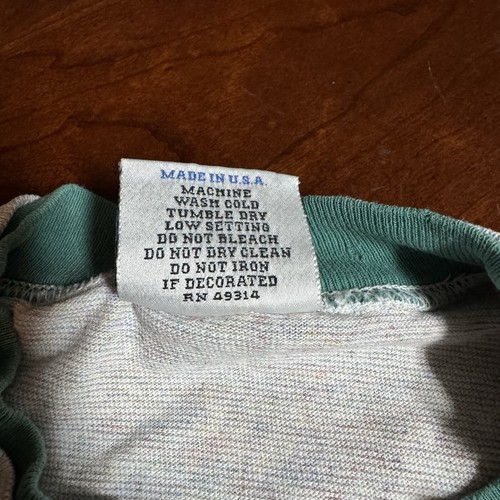 MADE IN U.S.A.
MACHINE
WASH COLD
TUMBLE DRY
LOW SETTING
DO NOT BLEACH
DO NOT DRY CLEAN
DO NOT IRON
IF DECORATED
RN 49314